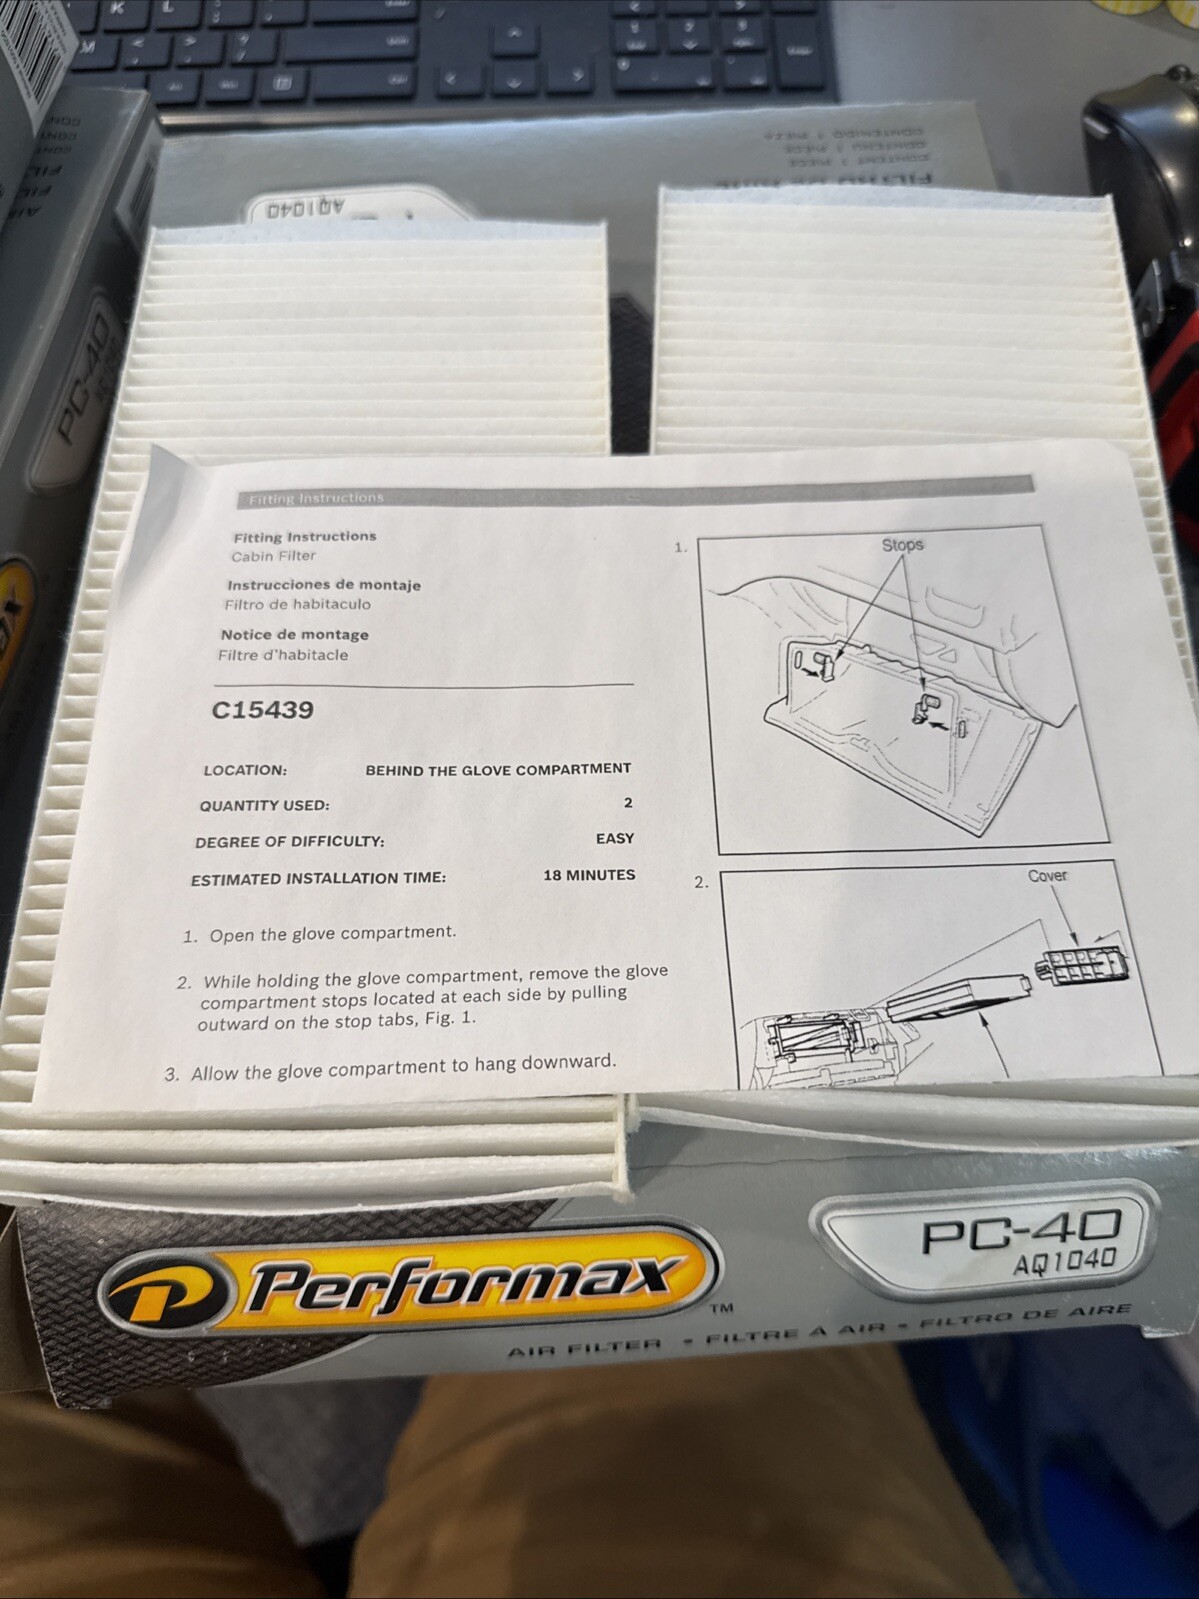 AQ1040
PC-40
Fitting Instructions
Fitting Instructions
Cabin Filter
Instrucciones de montaje
Filtro de habitaculo
Notice de montage
Filtre d'habitacle
C15439
LOCATION: BEHIND THE GLOVE COMPARTMENT
QUANTITY USED: 2
DEGREE OF DIFFICULTY: EASY
ESTIMATED INSTALLATION TIME: 18 MINUTES
1. Open the glove compartment.
2. While holding the glove compartment, remove the glove
compartment stops located at each side by pulling
outward on the stop tabs, Fig. 1.
3. Allow the glove compartment to hang downward.
1.
Stops
2.
Cover
P Performax TM
PC-40
AQ1040
AIR FILTER • FILTRE À AIR • FILTRO DE AIRE